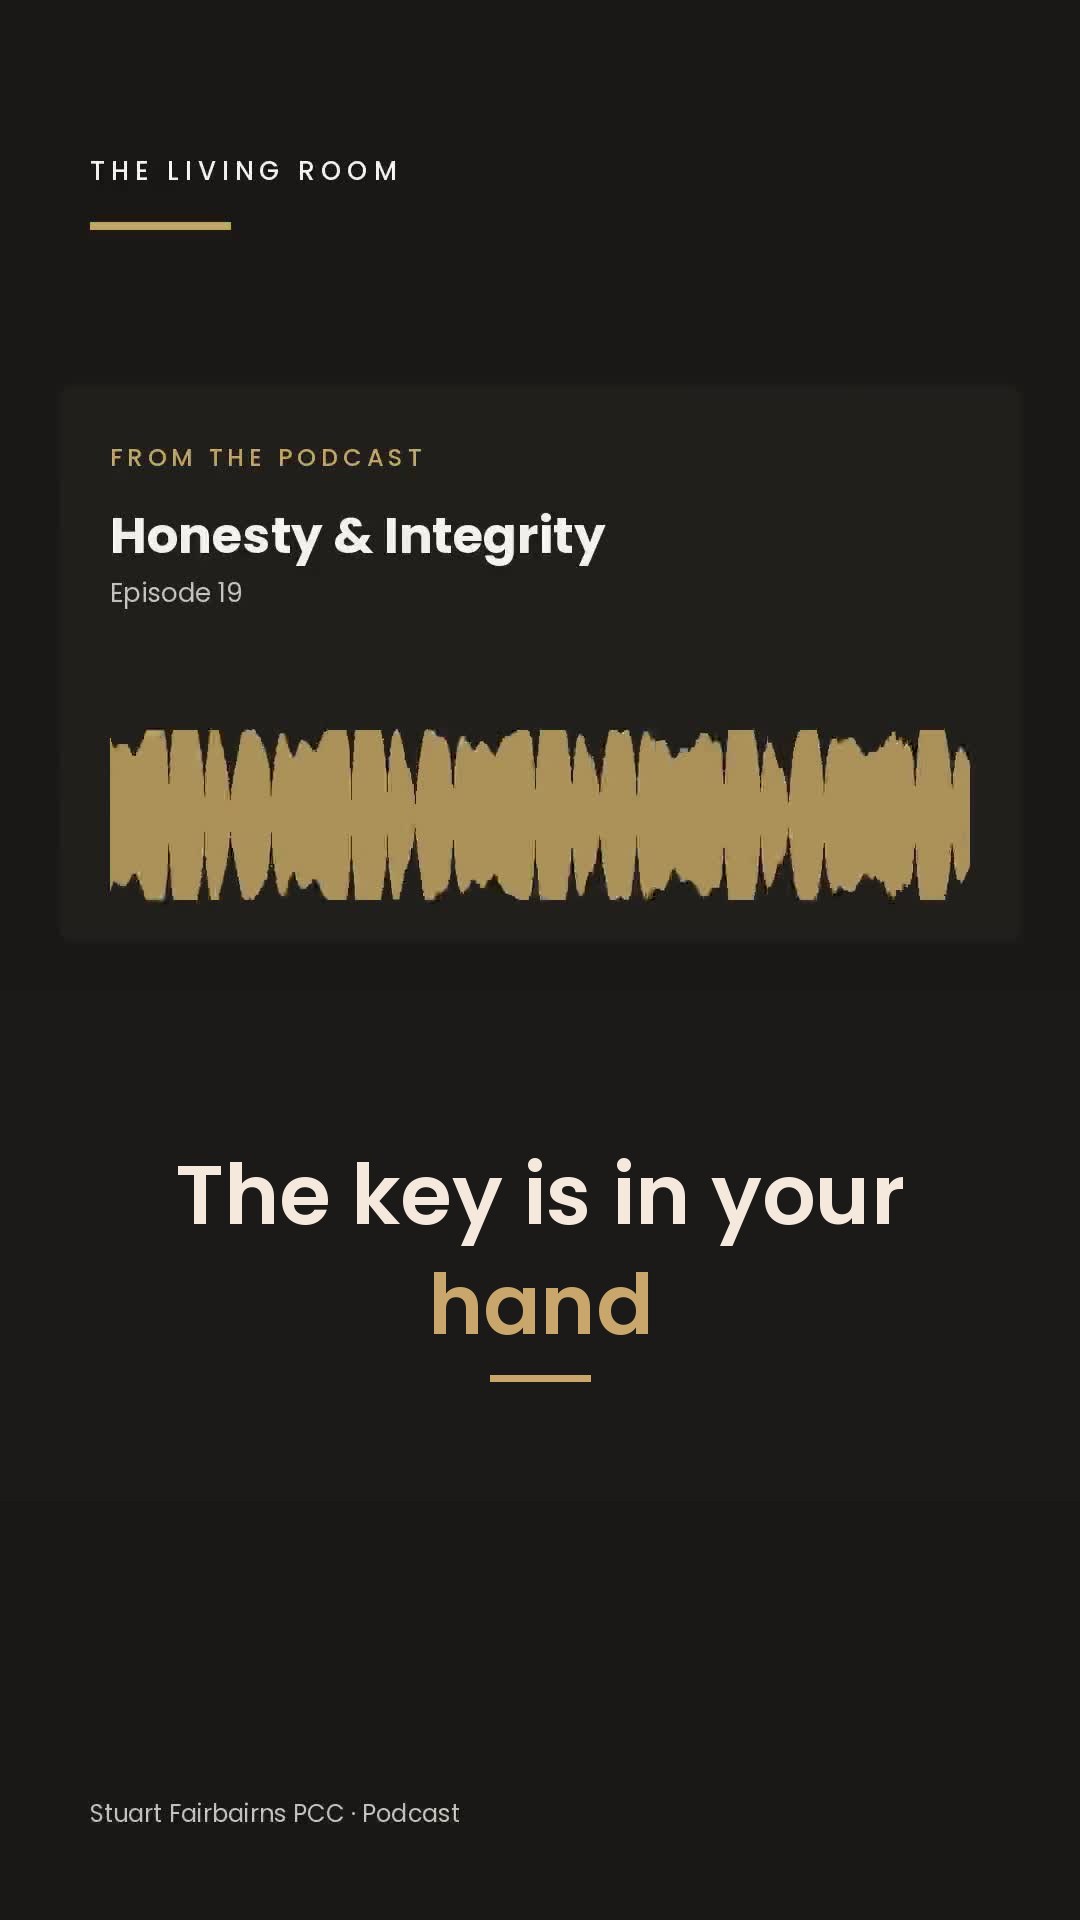 THE LIVING ROOM
FROM THE PODCAST
Honesty & Integrity
Episode 19
The key is in your
hand
Stuart Fairbairns PCC · Podcast